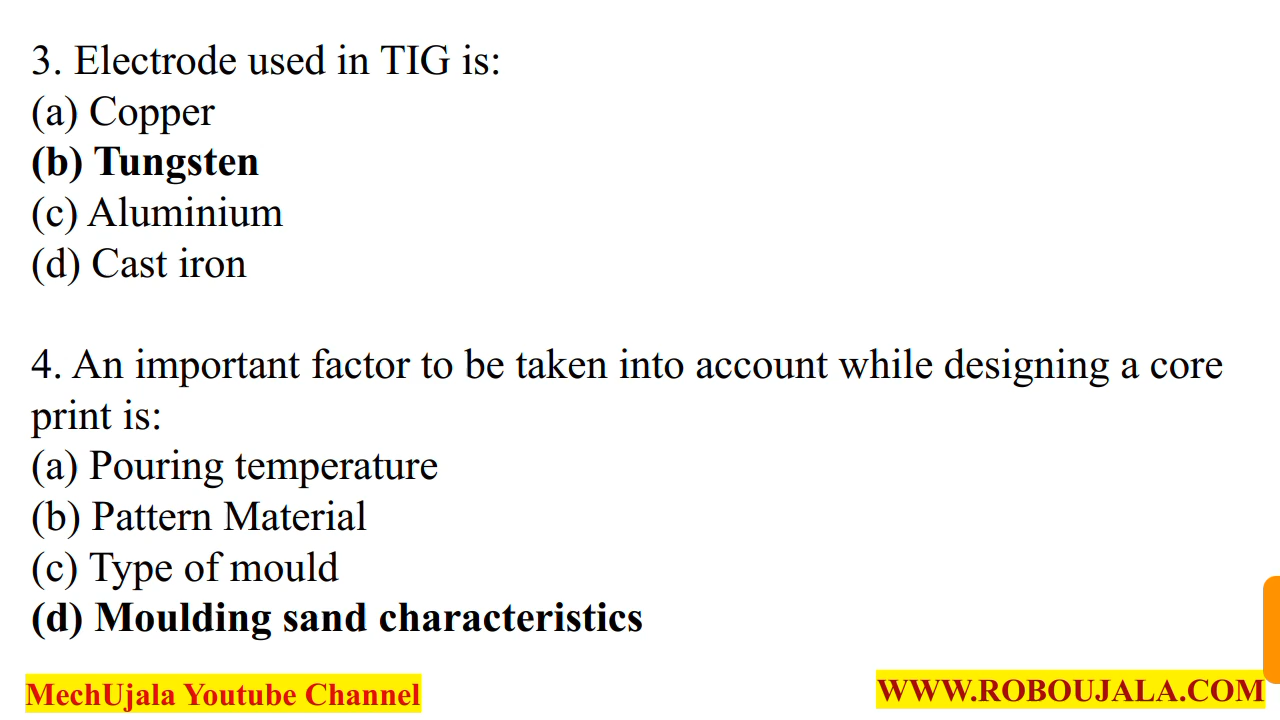 3. Electrode used in TIG is:
(a) Copper
(b) Tungsten
(c) Aluminium
(d) Cast iron
4. An important factor to be taken into account while designing a core
print is:
(a) Pouring temperature
(b) Pattern Material
(c) Type of mould
(d) Moulding sand characteristics
MechUjala Youtube Channel
WWW.ROBOUJALA.COM